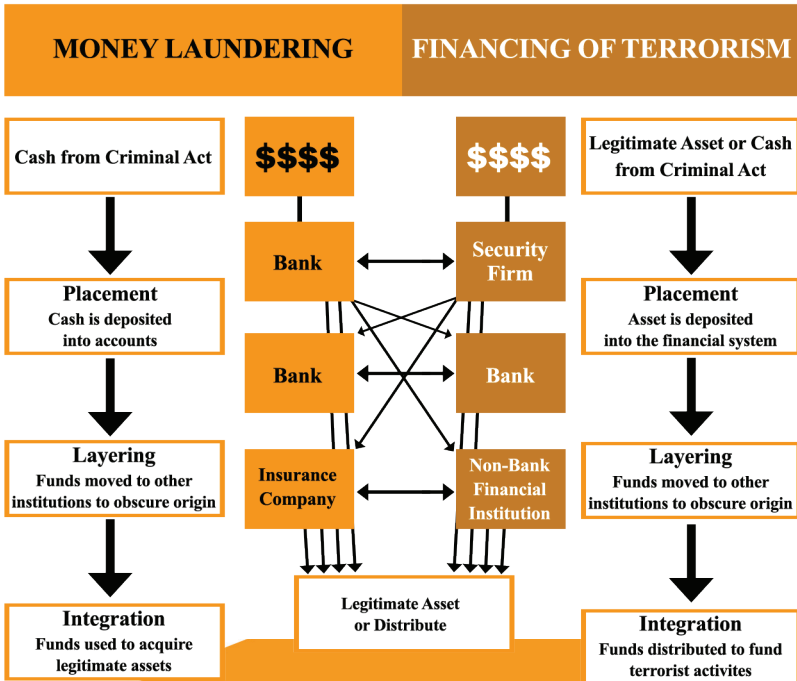 MONEY LAUNDERING
FINANCING OF TERRORISM
Cash from Criminal Act
$$$$
$$$$
Legitimate Asset or Cash
from Criminal Act
Bank
Security
Firm
Placement
Cash is deposited
into accounts
Placement
Asset is deposited
into the financial system
Bank
Bank
Layering
Funds moved to other
institutions to obscure origin
Insurance
Company
Non-Bank
Financial
Institution
Layering
Funds moved to other
institutions to obscure origin
Legitimate Asset
or Distribute
Integration
Funds used to acquire
legitimate assets
Integration
Funds distributed to fund
terrorist activites